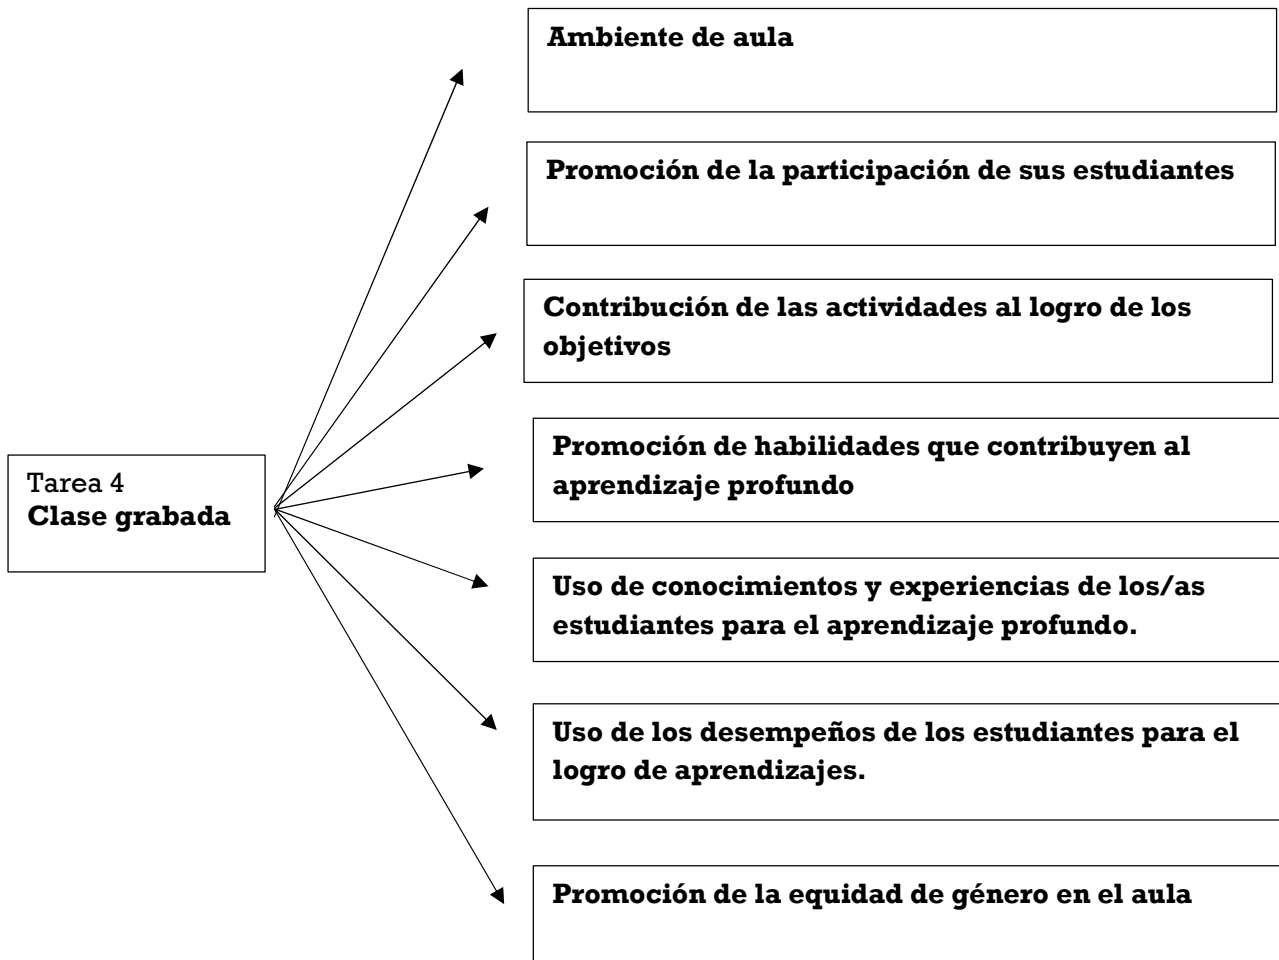 Ambiente de aula
Promoción de la participación de sus estudiantes
Contribución de las actividades al logro de los
objetivos
Promoción de habilidades que contribuyen al
aprendizaje profundo
Tarea 4
Clase grabada
Uso de conocimientos y experiencias de los/as
estudiantes para el aprendizaje profundo.
Uso de los desempeños de los estudiantes para el
logro de aprendizajes.
Promoción de la equidad de género en el aula